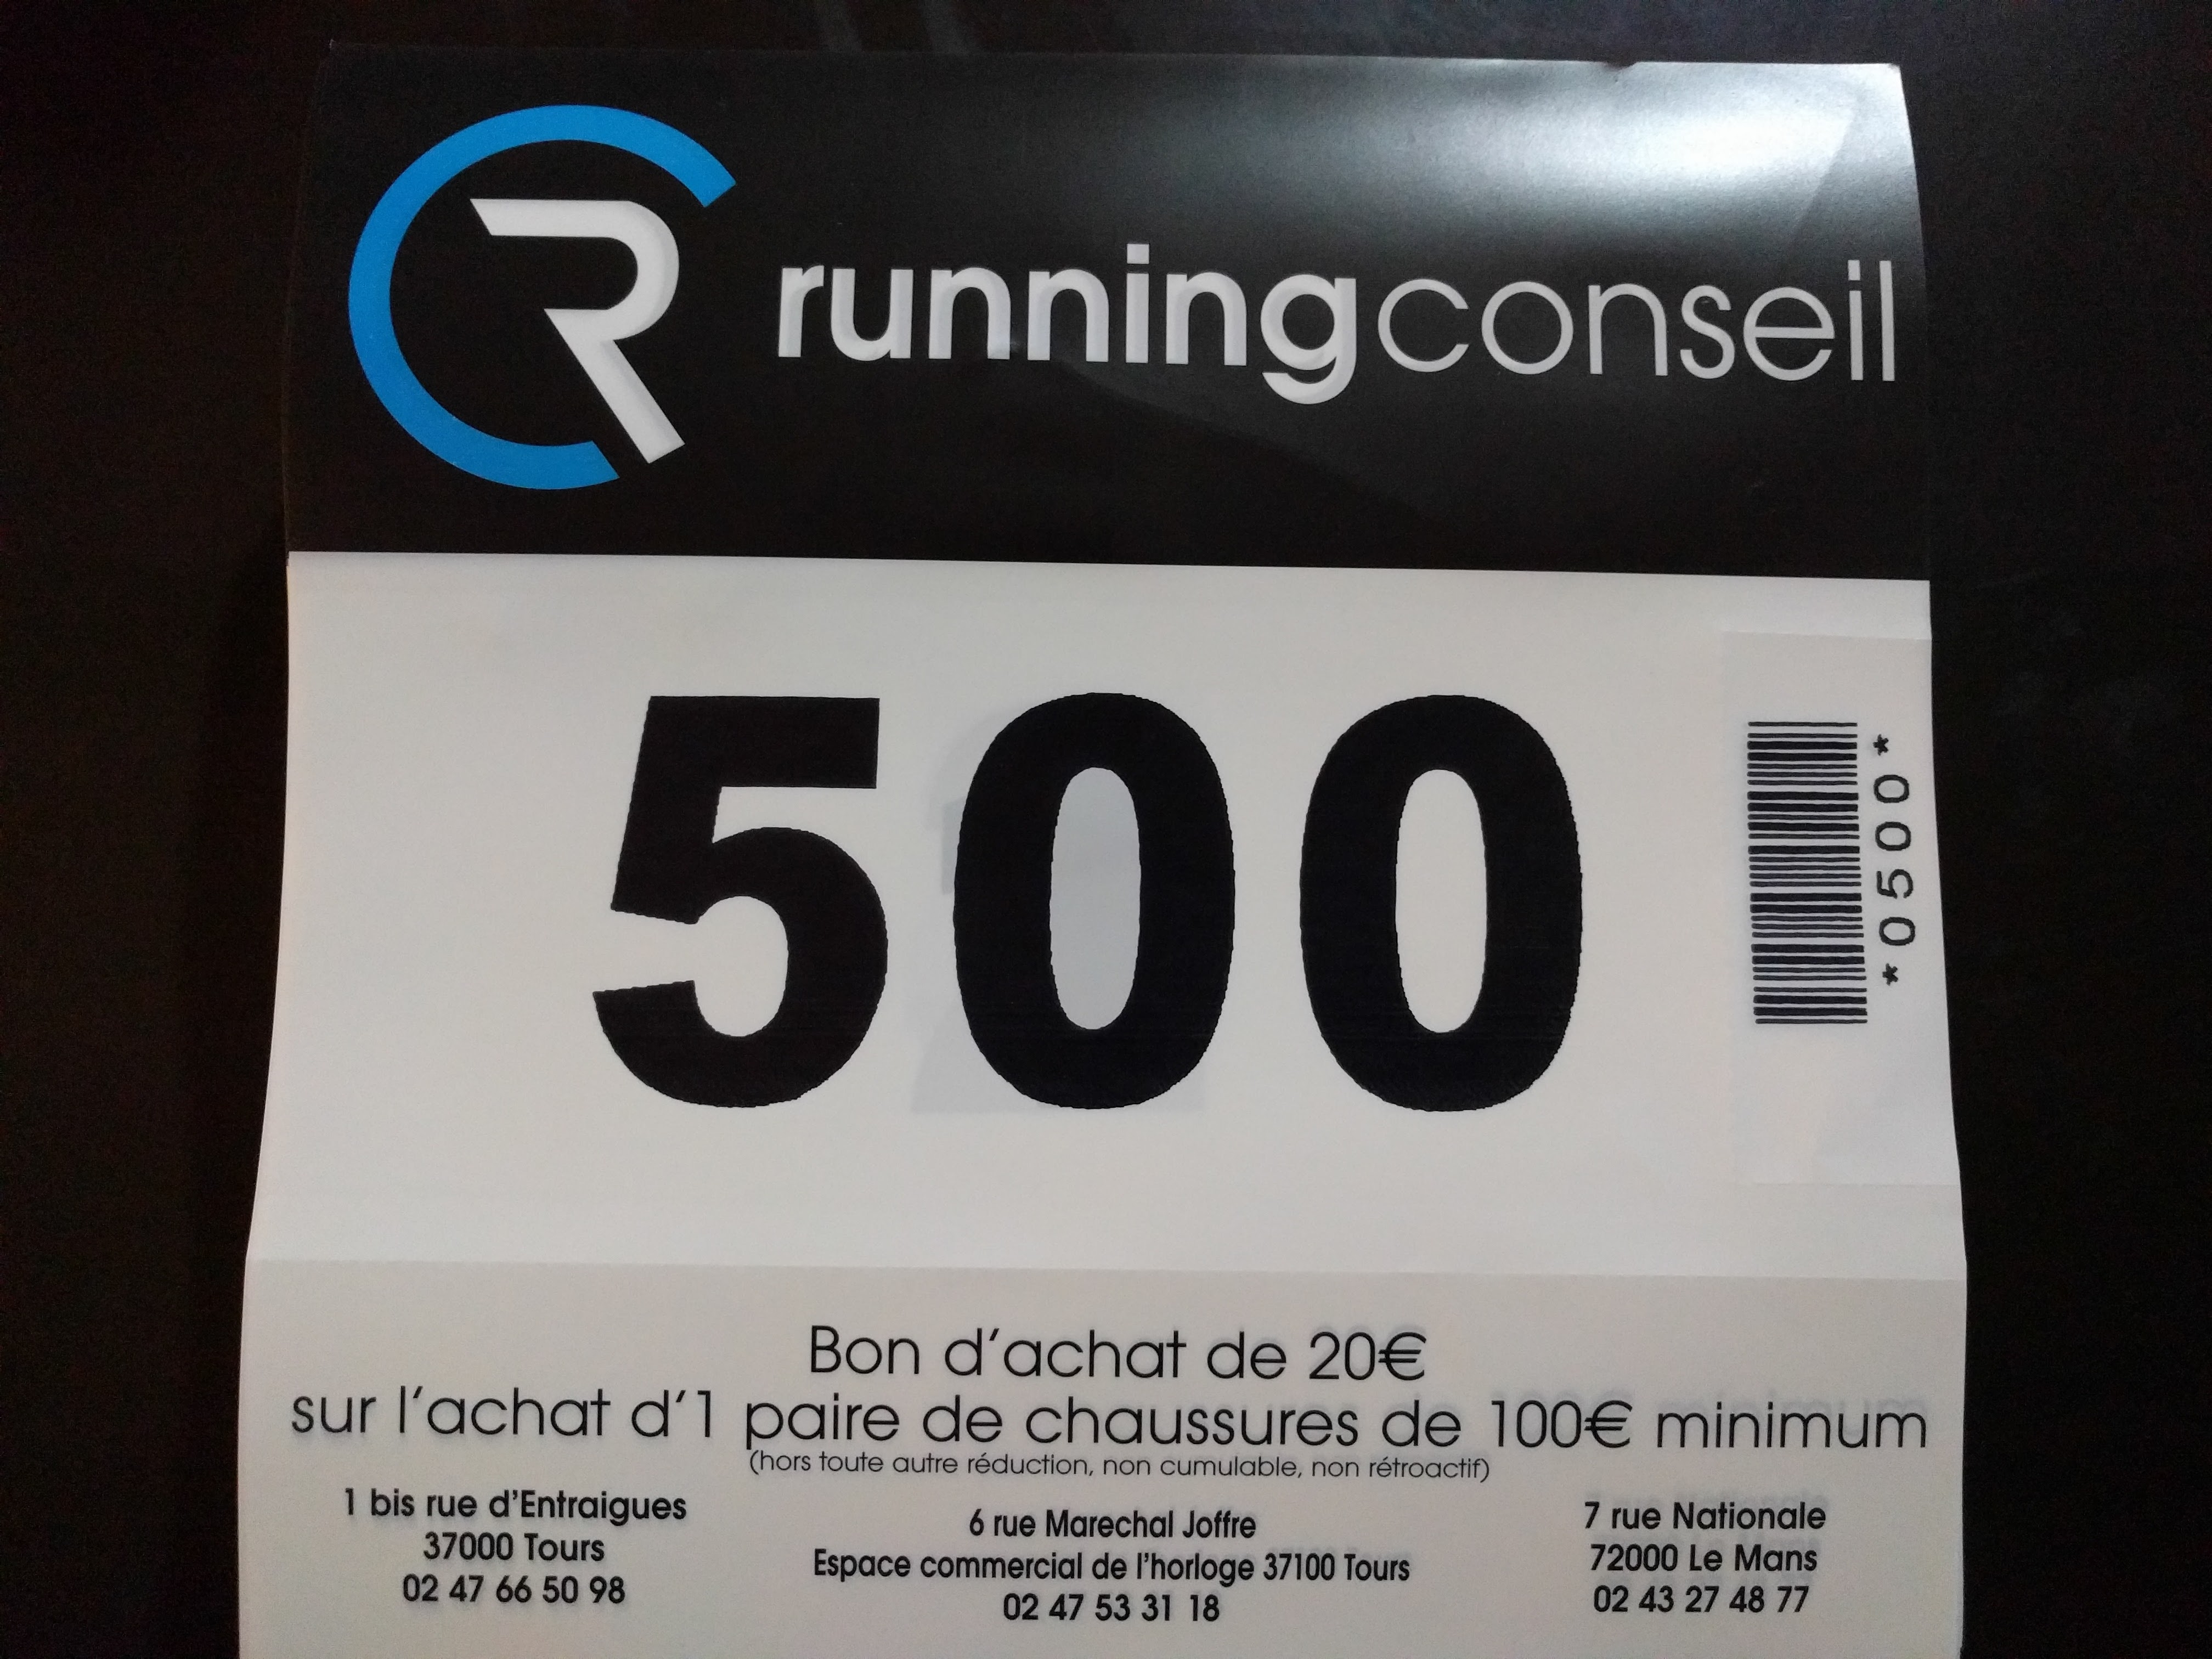 CR runningconseil
500
*0500*
Bon d'achat de 20€
sur l'achat d'1 paire de chaussures de 100€ minimum
(hors toute autre réduction, non cumulable, non rétroactif)
1 bis rue d'Entraigues
37000 Tours
02 47 66 50 98
6 rue Marechal Joffre
Espace commercial de l'horloge 37100 Tours
02 47 53 31 18
7 rue Nationale
72000 Le Mans
02 43 27 48 77